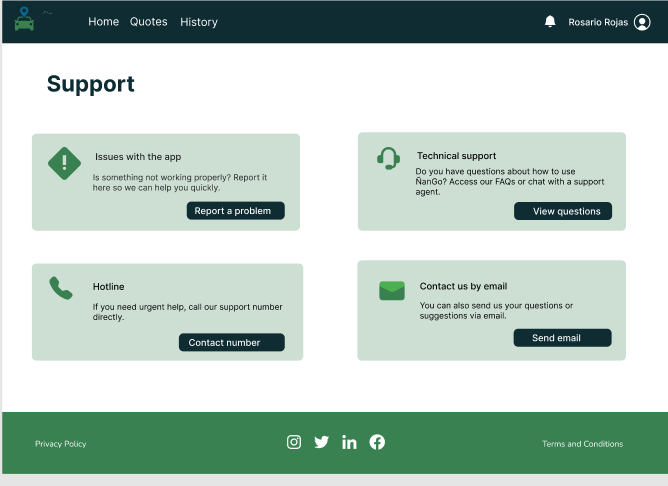 Home Quotes History Rosario Rojas
Support
Issues with the app
Is something not working properly? Report it
here so we can help you quickly.
Report a problem
Technical support
Do you have questions about how to use
ÑanGo? Access our FAQs or chat with a support
agent.
View questions
Hotline
If you need urgent help, call our support number
directly.
Contact number
Contact us by email
You can also send us your questions or
suggestions via email.
Send email
Privacy Policy
Terms and Conditions